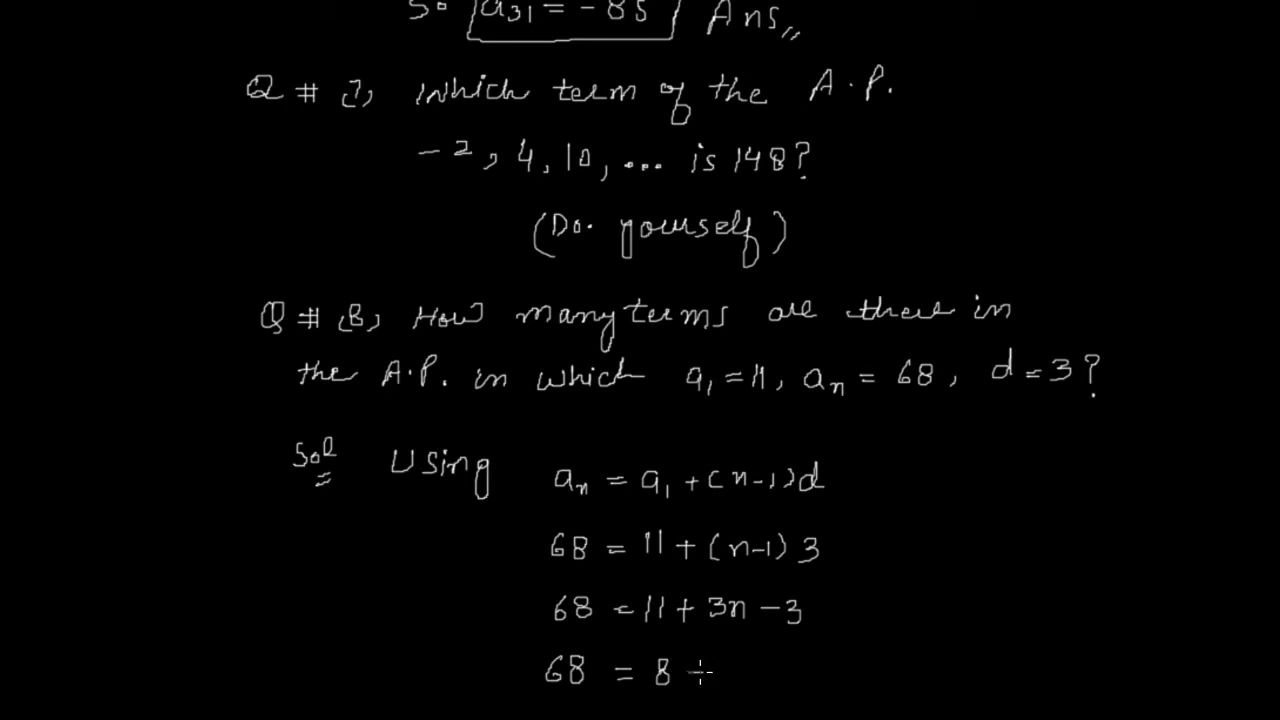 So a31 = -85 Ans,,
Q # 7, Which term of the A.P.
-2, 4, 10, ... is 148?
(Do. yourself)
Q # 8, How many terms are there in
the A.P. in which a1 = 11, an = 68, d = 3?
Sol Using an = a1 + (n-1)d
68 = 11 + (n-1) 3
68 = 11 + 3n - 3
68 = 8 -